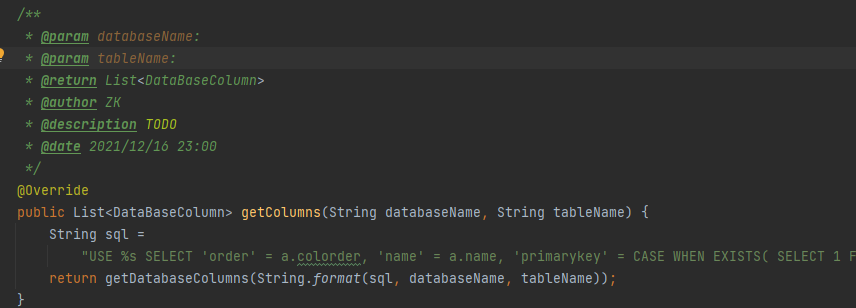 /**
* @param databaseName:
* @param tableName:
* @return List<DataBaseColumn>
* @author ZK
* @description TODO
* @date 2021/12/16 23:00
*/
@Override
public List<DataBaseColumn> getColumns(String databaseName, String tableName) {
String sql =
"USE %s SELECT 'order' = a.colorder, 'name' = a.name, 'primarykey' = CASE WHEN EXISTS( SELECT 1 F
return getDatabaseColumns(String.format(sql, databaseName, tableName));
}